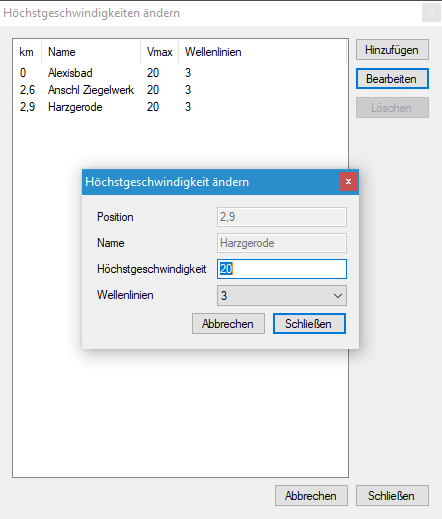 Höchstgeschwindigkeiten ändern
km Name Vmax Wellenlinien
0 Alexisbad 20 3
2,6 Anschl Ziegelwerk 20 3
2,9 Harzgerode 20 3
Hinzufügen
Bearbeiten
Löschen
Höchstgeschwindigkeit ändern
Position 2,9
Name Harzgerode
Höchstgeschwindigkeit 20
Wellenlinien 3
Abbrechen Schließen
Abbrechen Schließen